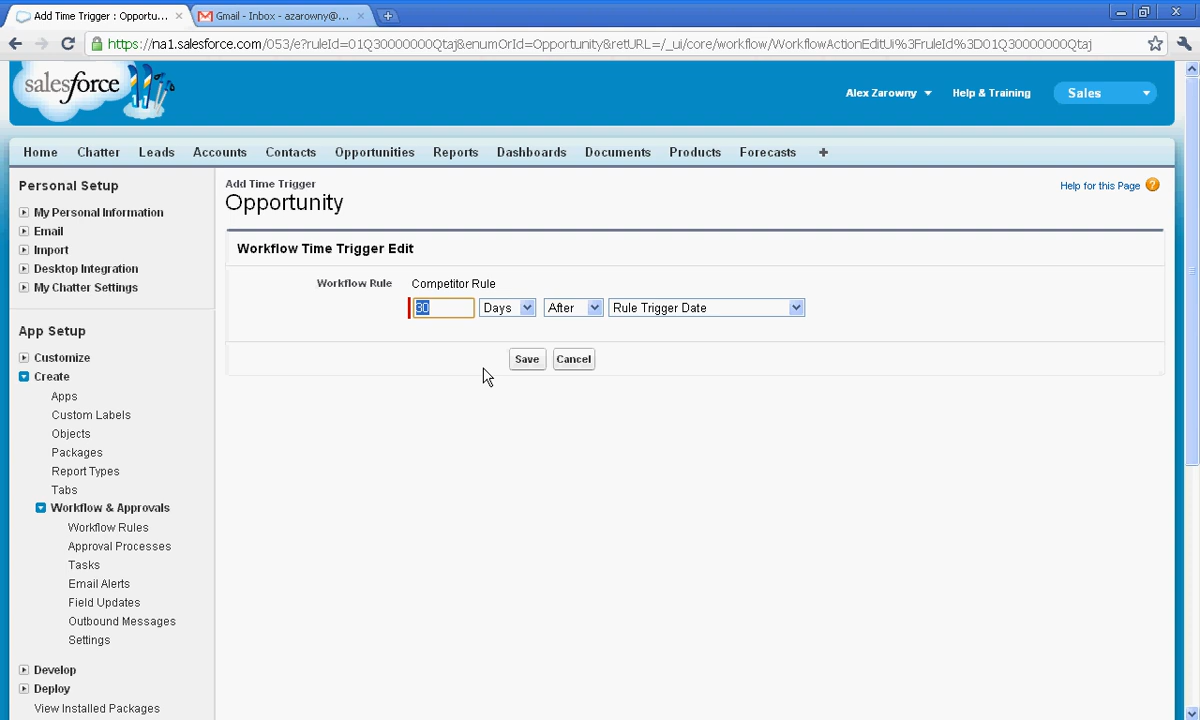 Add Time Trigger : Opportu...
Gmail - Inbox - azarowny@...
https://na1.salesforce.com/053/e?ruleId=01Q30000000Qtaj&enumOrId=Opportunity&retURL=/_ui/core/workflow/WorkflowActionEditUi%3FruleId%3D01Q30000000Qtaj
salesforce
Alex Zarowny
Help & Training
Sales
Home Chatter Leads Accounts Contacts Opportunities Reports Dashboards Documents Products Forecasts +
Personal Setup
My Personal Information
Email
Import
Desktop Integration
My Chatter Settings
App Setup
Customize
Create
Apps
Custom Labels
Objects
Packages
Report Types
Tabs
Workflow & Approvals
Workflow Rules
Approval Processes
Tasks
Email Alerts
Field Updates
Outbound Messages
Settings
Develop
Deploy
View Installed Packages
Add Time Trigger
Opportunity
Help for this Page ?
Workflow Time Trigger Edit
Workflow Rule Competitor Rule
30 Days After Rule Trigger Date
Save Cancel